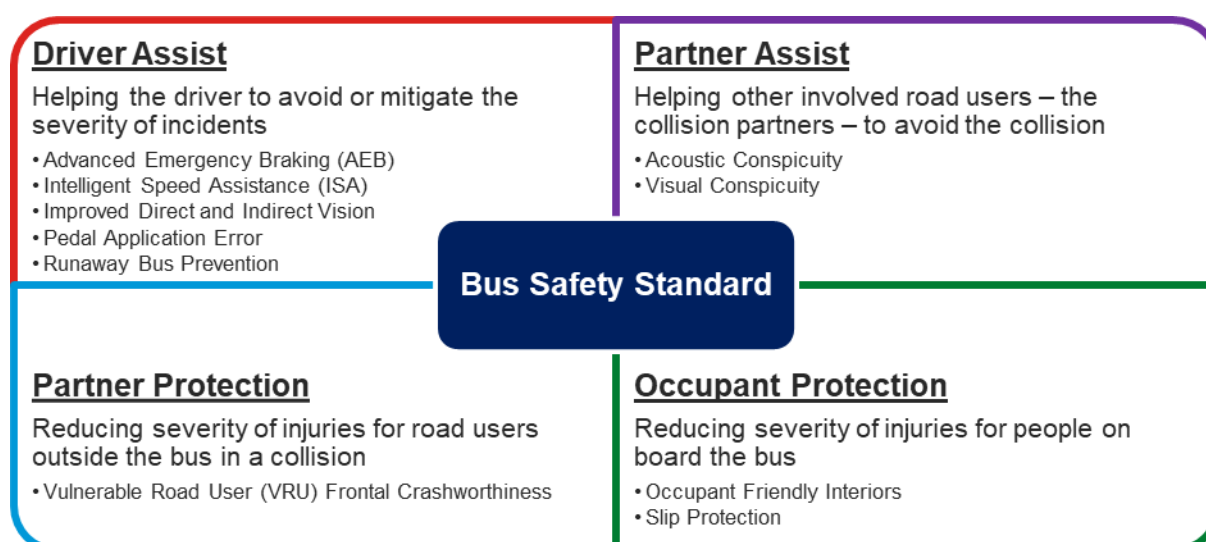 Driver Assist
Helping the driver to avoid or mitigate the
severity of incidents
• Advanced Emergency Braking (AEB)
• Intelligent Speed Assistance (ISA)
• Improved Direct and Indirect Vision
• Pedal Application Error
• Runaway Bus Prevention
Partner Assist
Helping other involved road users – the
collision partners – to avoid the collision
• Acoustic Conspicuity
• Visual Conspicuity
Bus Safety Standard
Partner Protection
Reducing severity of injuries for road users
outside the bus in a collision
• Vulnerable Road User (VRU) Frontal Crashworthiness
Occupant Protection
Reducing severity of injuries for people on
board the bus
• Occupant Friendly Interiors
• Slip Protection